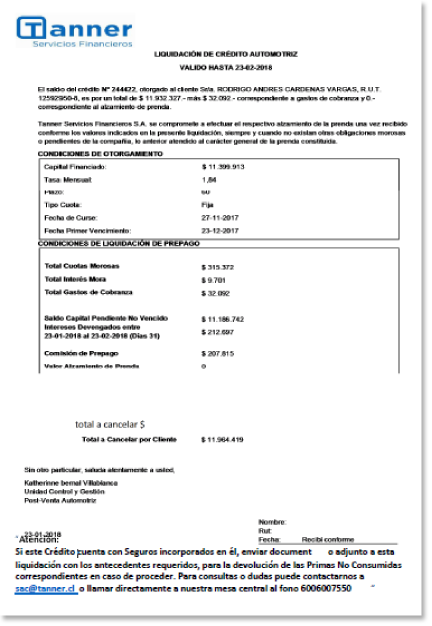 Tanner
Servicios Financieros
LIQUIDACIÓN DE CRÉDITO AUTOMOTRIZ
VALIDO HASTA 23-02-2018
El saldo del crédito Nº 244422, otorgado al cliente Sr/a. RODRIGO ANDRES CARDENAS VARGAS, R.U.T.
12592950-8, es por un total de $ 11.932.327.- más $ 32.092.- correspondiente a gastos de cobranza y 0.-
correspondiente al alzamiento de prenda.
Tanner Servicios Financieros S.A. se compromete a efectuar el respectivo alzamiento de la prenda una vez recibido
conforme los valores indicados en la presente liquidación, siempre y cuando no existan otras obligaciones morosas
o pendientes de la compañía, lo anterior atendido al carácter general de la prenda constituida.
CONDICIONES DE OTORGAMIENTO
Capital Financiado: $ 11.399.913
Tasa Mensual: 1,84
Plazo: 60
Tipo Cuota: Fija
Fecha de Curse: 27-11-2017
Fecha Primer Vencimiento: 23-12-2017
CONDICIONES DE LIQUIDACIÓN DE PREPAGO
Total Cuotas Morosas $ 315.372
Total Interés Mora $ 9.701
Total Gastos de Cobranza $ 32.092
Saldo Capital Pendiente No Vencido $ 11.186.742
Intereses Devengados entre
23-01-2018 al 23-02-2018 (Dias 31) $ 212.697
Comisión de Prepago $ 207.815
Valor Alzamiento de Prenda 0
total a cancelar $
Total a Cancelar por Cliente $ 11.964.419
Sin otro particular, saluda atentamente a usted,
Katherinne bernal Villablanca
Unidad Control y Gestión
Post-Venta Automotriz
Nombre:
Rut:
23-01-2018
Fecha: Recibí conforme
Atención:
Si este Crédito cuenta con Seguros incorporados en él, enviar document o adjunto a esta
liquidación con los antecedentes requeridos, para la devolución de las Primas No Consumidas
correspondientes en caso de proceder. Para consultas o dudas puede contactarnos a
sac@tanner.cl o llamar directamente a nuestra mesa central al fono 6006007550